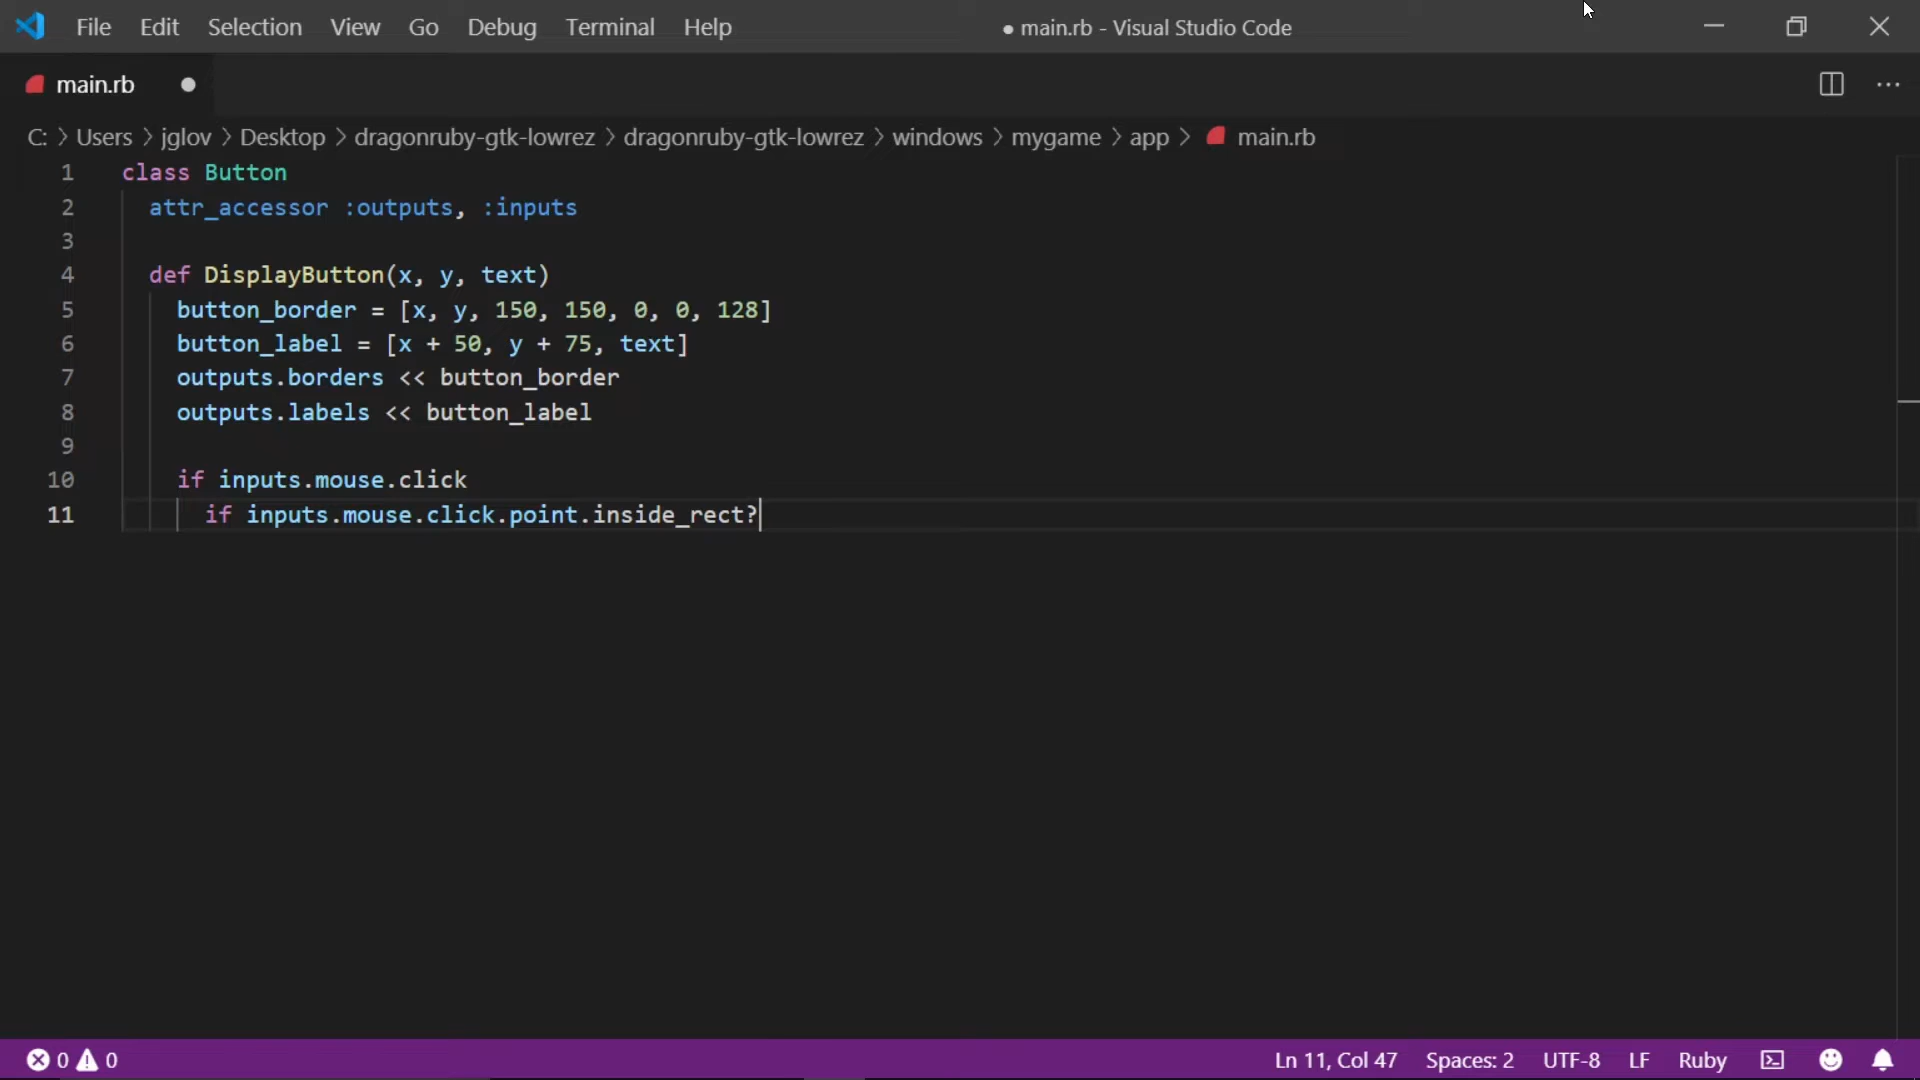 File Edit Selection View Go Debug Terminal Help ● main.rb - Visual Studio Code
main.rb
C: > Users > jglov > Desktop > dragonruby-gtk-lowrez > dragonruby-gtk-lowrez > windows > mygame > app > main.rb
1 class Button
2   attr_accessor :outputs, :inputs
3
4   def DisplayButton(x, y, text)
5     button_border = [x, y, 150, 150, 0, 0, 128]
6     button_label = [x + 50, y + 75, text]
7     outputs.borders << button_border
8     outputs.labels << button_label
9
10     if inputs.mouse.click
11       if inputs.mouse.click.point.inside_rect?
0 0 Ln 11, Col 47 Spaces: 2 UTF-8 LF Ruby